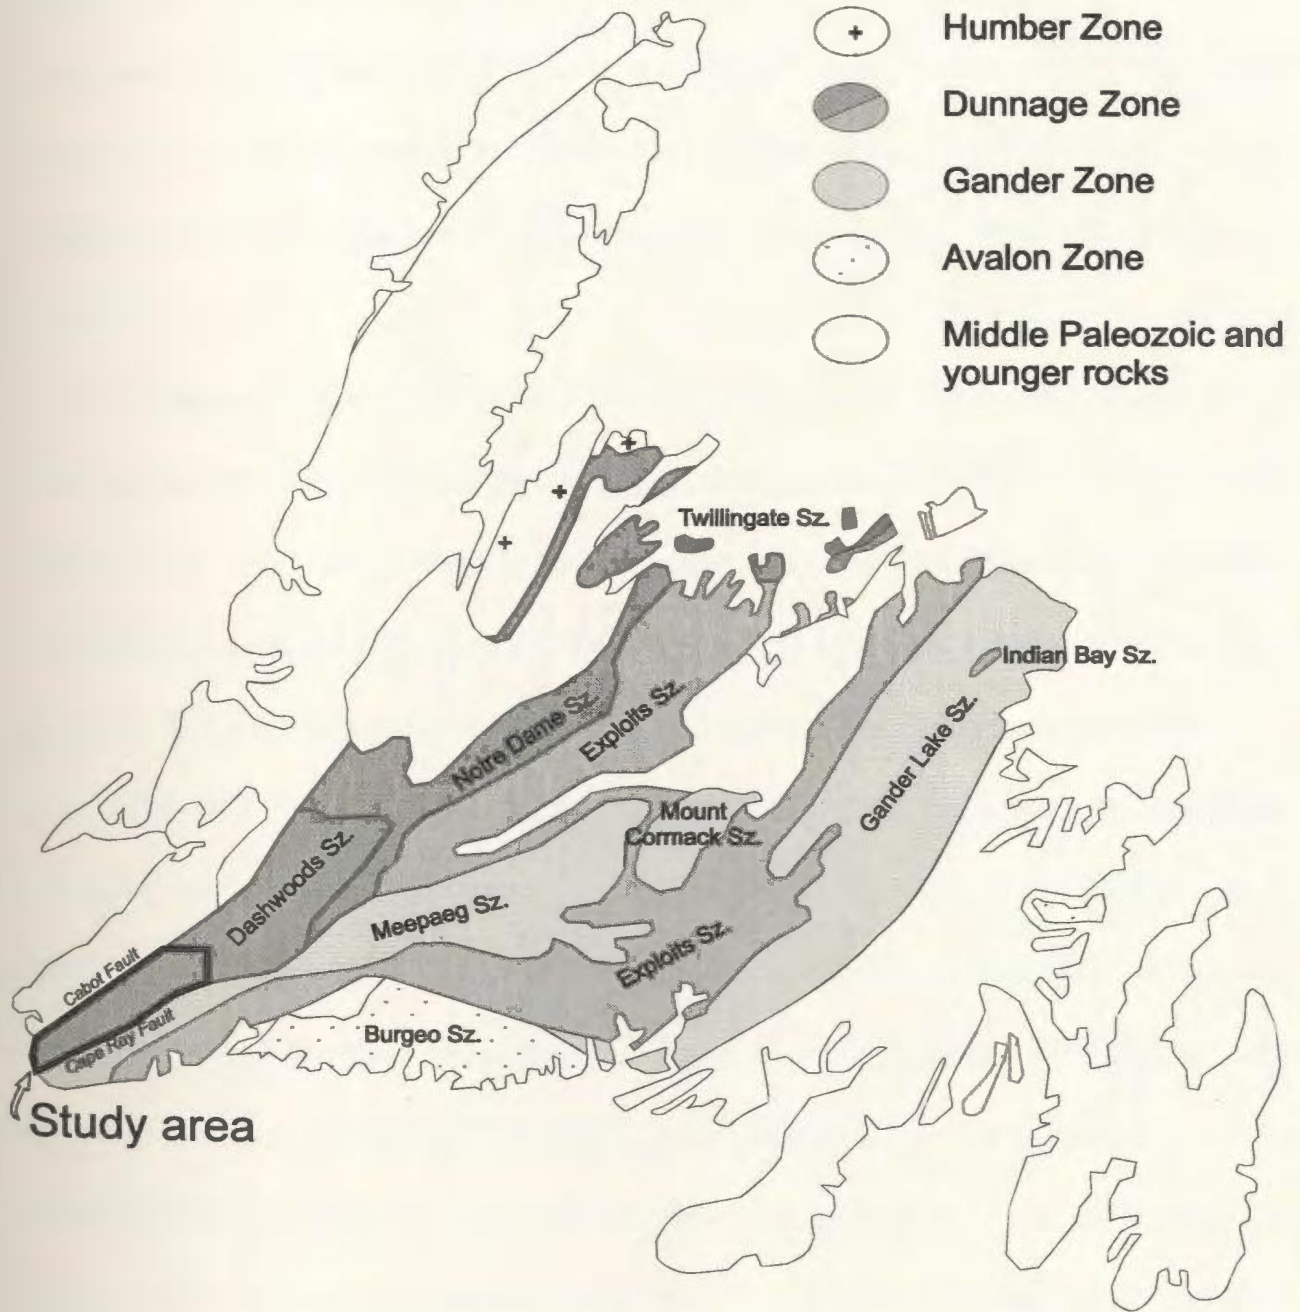 Humber Zone
Dunnage Zone
Gander Zone
Avalon Zone
Middle Paleozoic and
younger rocks
Twillingate Sz.
Indian Bay Sz.
Notre Dame Sz.
Exploits Sz.
Gander Lake Sz.
Mount
Cormack Sz.
Dashwoods Sz.
Meepaeg Sz.
Exploits Sz.
Cabot Fault
Cape Ray Fault
Burgeo Sz.
Study area